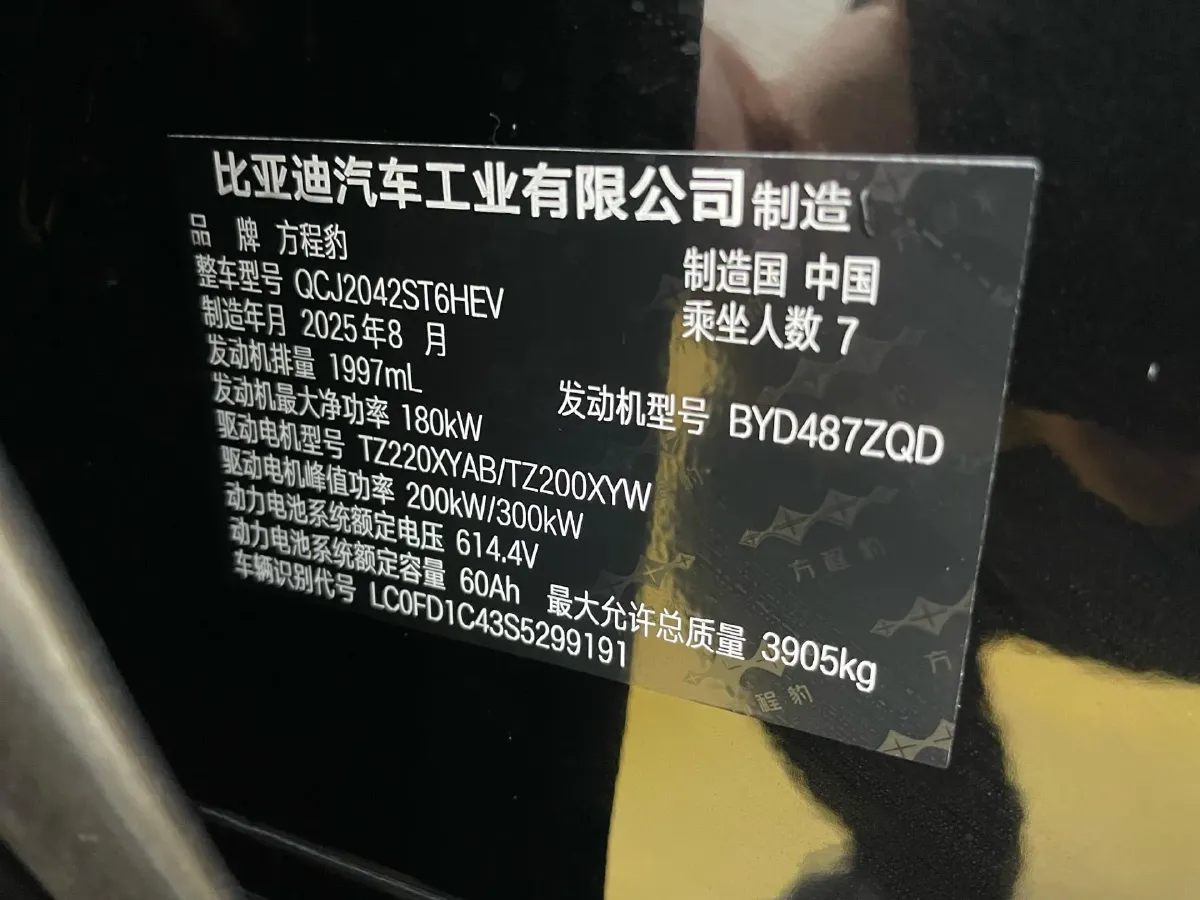 比亚迪汽车工业有限公司制造
品 牌 方程豹
制造国 中国
整车型号 QCJ2042ST6HEV
乘坐人数 7
制造年月 2025年8 月
发动机排量 1997mL
发动机型号 BYD487ZQD
发动机最大净功率 180kW
驱动电机型号 TZ220XYAB/TZ200XYW
驱动电机峰值功率 200kW/300kW
动力电池系统额定电压 614.4V
动力电池系统额定容量 60Ah
最大允许总质量 3905kg
车辆识别代号 LC0FD1C43S5299191
方程豹
方
程豹